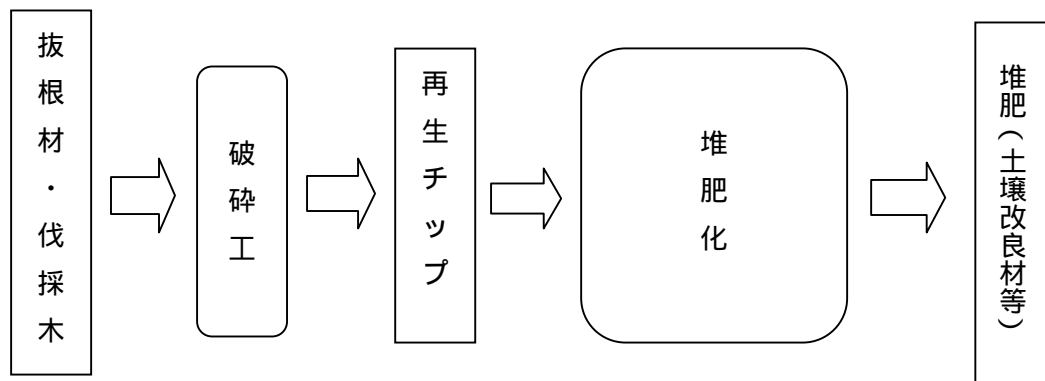 抜根材・伐採木
破砕工
再生チップ
堆肥化
堆肥(土壌改良材等)